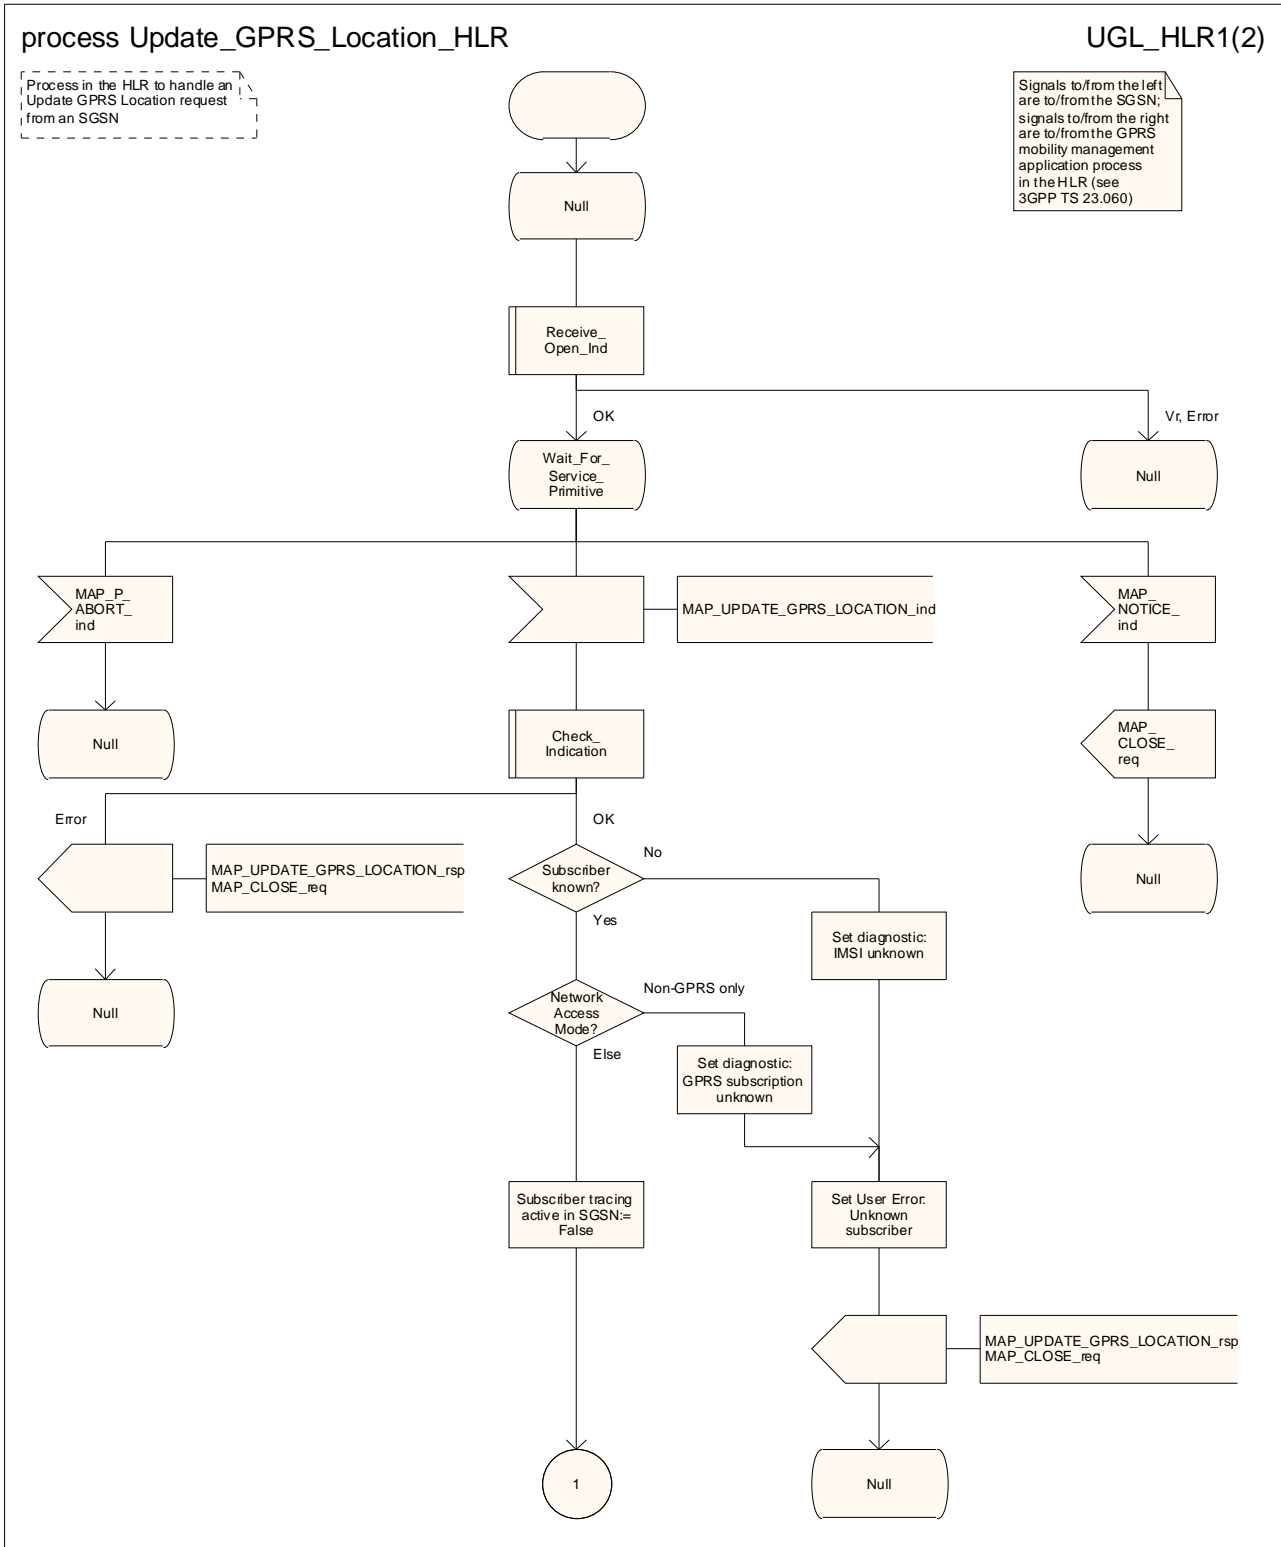 process Update_GPRS_Location_HLR
UGL_HLR1(2)
Process in the HLR to handle an
Update GPRS Location request
from an SGSN
Signals to/from the left
are to/from the SGSN;
signals to/from the right
are to/from the GPRS
mobility management
application process
in the HLR (see
3GPP TS 23.060)
Null
Receive_
Open_Ind
OK
Vr, Error
Wait_For_
Service_
Primitive
Null
MAP_P_
ABORT_
ind
MAP_UPDATE_GPRS_LOCATION_ind
MAP_
NOTICE_
ind
Null
Check_
Indication
MAP_
CLOSE_
req
Error
OK
MAP_UPDATE_GPRS_LOCATION_rsp
MAP_CLOSE_req
Subscriber
known?
No
Yes
Null
Set diagnostic:
IMSI unknown
Null
Network
Access
Mode?
Non-GPRS only
Else
Set diagnostic:
GPRS subscription
unknown
Subscriber tracing
active in SGSN:=
False
Set User Error:
Unknown
subscriber
MAP_UPDATE_GPRS_LOCATION_rsp
MAP_CLOSE_req
1
Null